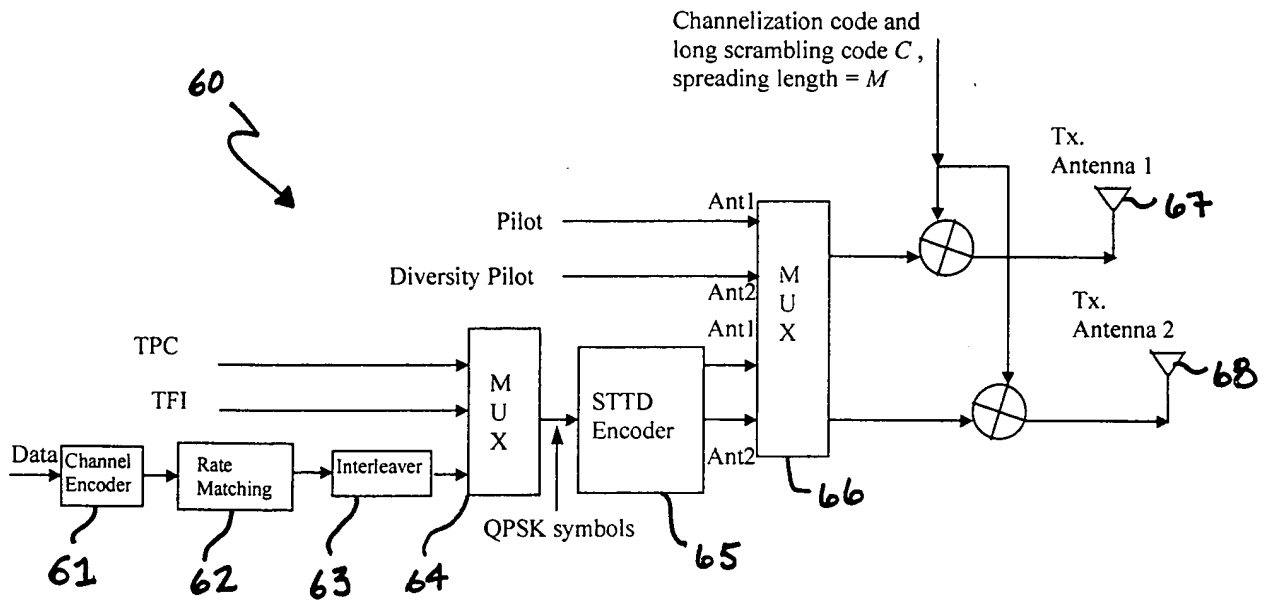 Channelization code and
long scrambling code C ,
spreading length = M
60
Tx.
Antenna 1
67
Pilot
Ant1
Diversity Pilot
Ant2
MUX
Tx.
Antenna 2
68
TPC
TFI
MUX
STTD
Encoder
Ant1
Ant2
Data
Channel
Encoder
Rate
Matching
Interleaver
QPSK symbols
61
62
63
64
65
66